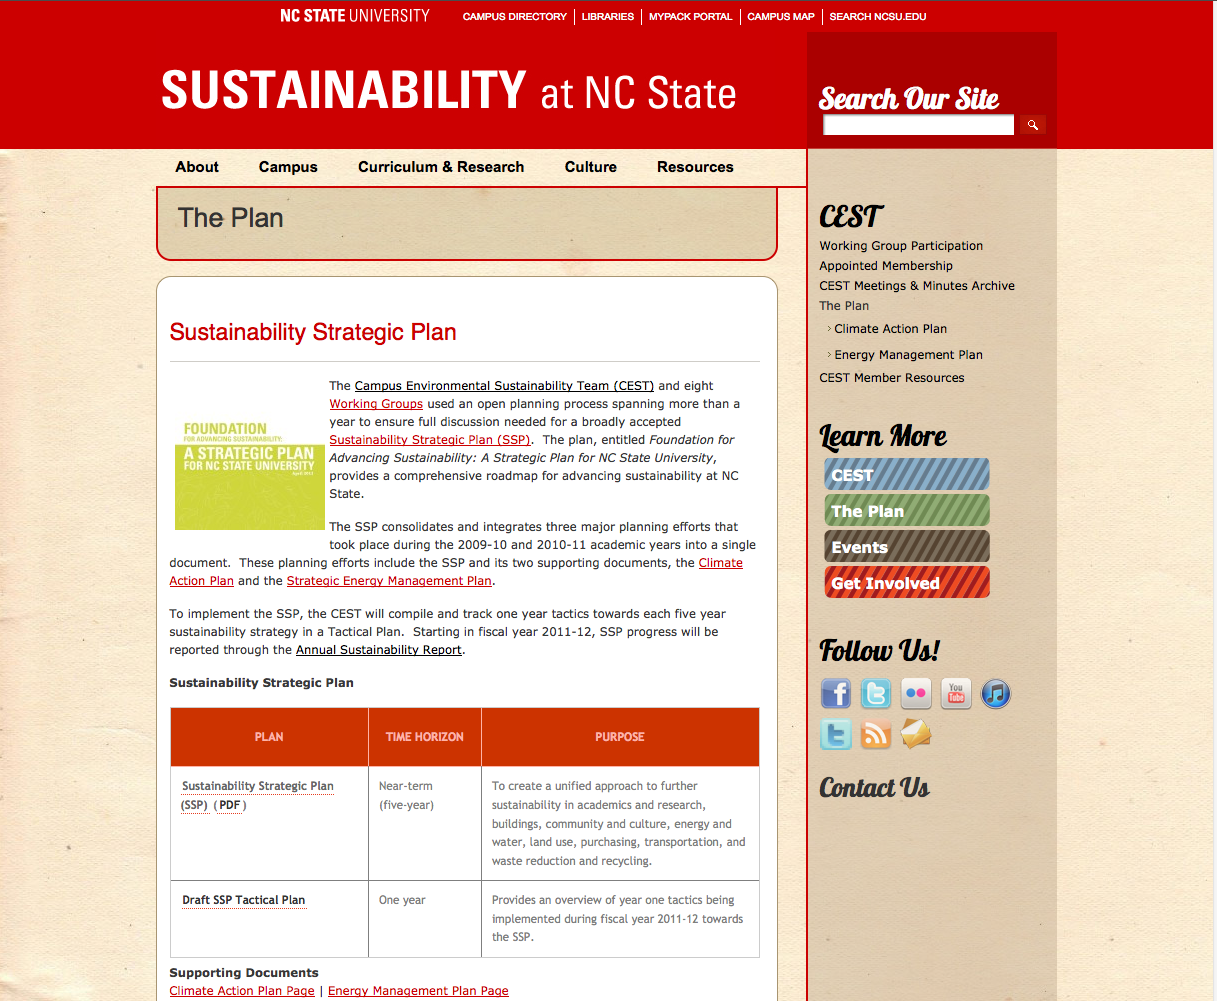 NC STATE UNIVERSITY
CAMPUS DIRECTORY
LIBRARIES
MYPACK PORTAL
CAMPUS MAP
SEARCH NCSU.EDU
SUSTAINABILITY at NC State
Search Our Site
About
Campus
Curriculum & Research
Culture
Resources
The Plan
Sustainability Strategic Plan
FOUNDATION
FOR ADVANCING SUSTAINABILITY:
A STRATEGIC PLAN
FOR NC STATE UNIVERSITY
The Campus Environmental Sustainability Team (CEST) and eight
Working Groups used an open planning process spanning more than a
year to ensure full discussion needed for a broadly accepted
Sustainability Strategic Plan (SSP). The plan, entitled Foundation for
Advancing Sustainability: A Strategic Plan for NC State University,
provides a comprehensive roadmap for advancing sustainability at NC
State.
The SSP consolidates and integrates three major planning efforts that
took place during the 2009-10 and 2010-11 academic years into a single
document. These planning efforts include the SSP and its two supporting documents, the Climate
Action Plan and the Strategic Energy Management Plan.
To implement the SSP, the CEST will compile and track one year tactics towards each five year
sustainability strategy in a Tactical Plan. Starting in fiscal year 2011-12, SSP progress will be
reported through the Annual Sustainability Report.
Sustainability Strategic Plan
PLAN
TIME HORIZON
PURPOSE
Sustainability Strategic Plan
(SSP) (PDF)
Near-term
(five-year)
To create a unified approach to further
sustainability in academics and research,
buildings, community and culture, energy and
water, land use, purchasing, transportation, and
waste reduction and recycling.
Draft SSP Tactical Plan
One year
Provides an overview of year one tactics being
implemented during fiscal year 2011-12 towards
the SSP.
Supporting Documents
Climate Action Plan Page | Energy Management Plan Page
CEST
Working Group Participation
Appointed Membership
CEST Meetings & Minutes Archive
The Plan
Climate Action Plan
Energy Management Plan
CEST Member Resources
Learn More
CEST
The Plan
Events
Get Involved
Follow Us!
You
Tube
Contact Us